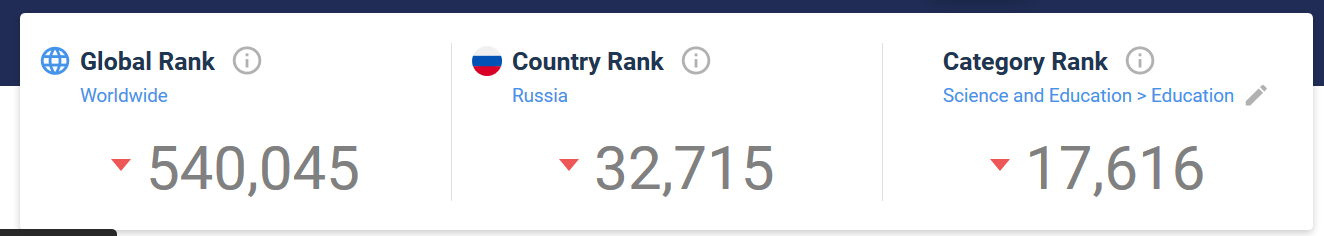 Global Rank
Worldwide
540,045
Country Rank
Russia
32,715
Category Rank
Science and Education > Education
17,616